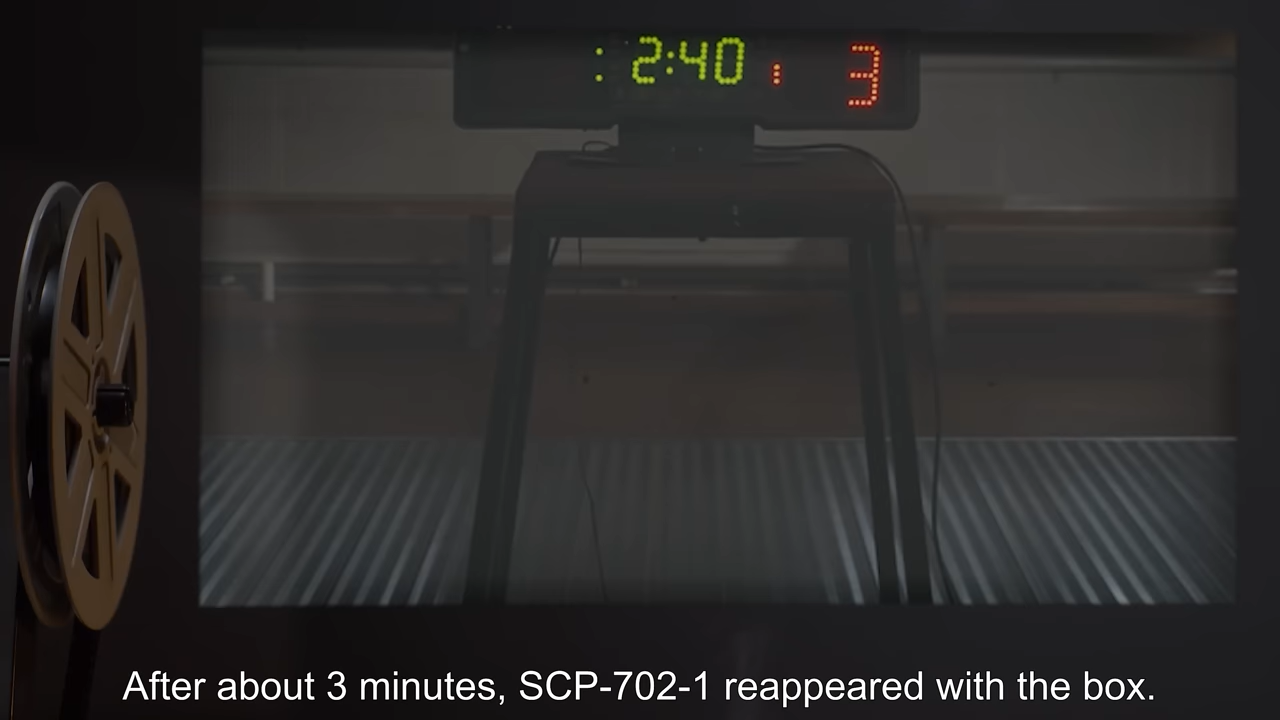 : 2:40 : 3
After about 3 minutes, SCP-702-1 reappeared with the box.